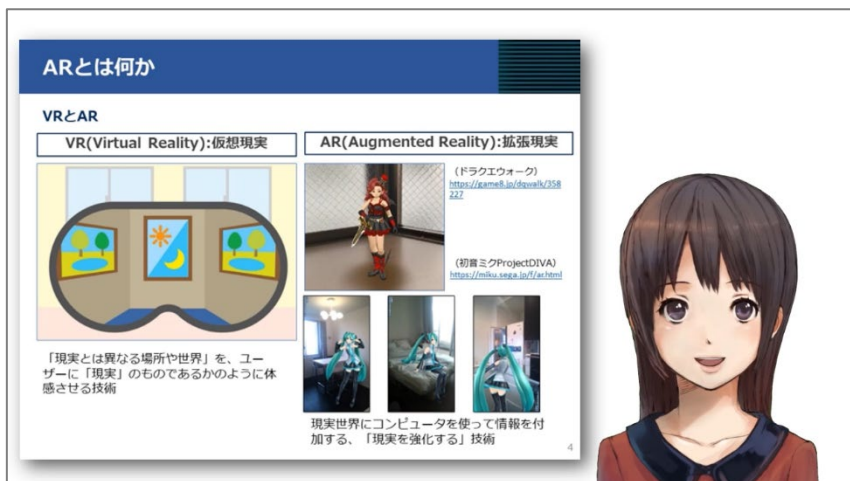 ARとは何か
VRとAR
VR(Virtual Reality):仮想現実
「現実とは異なる場所や世界」を、ユー
ザーに「現実」のものであるかのように体
感させる技術
AR(Augmented Reality):拡張現実
（ドラクエウォーク）
https://game8.jp/dqwalk/358
227
（初音ミクProjectDIVA）
https://miku.sega.jp/f/ar.html
現実世界にコンピュータを使って情報を付
加する、「現実を強化する」技術
4